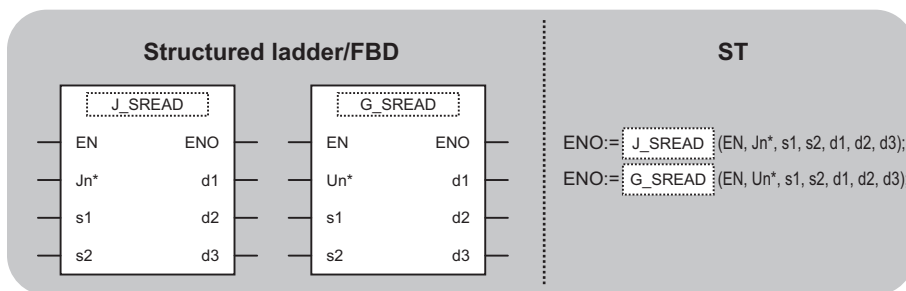 Structured ladder/FBD
J_SREAD
EN ENO
Jn* d1
s1 d2
s2 d3
G_SREAD
EN ENO
Un* d1
s1 d2
s2 d3
ST
ENO:= J_SREAD (EN, Jn*, s1, s2, d1, d2, d3);
ENO:= G_SREAD (EN, Un*, s1, s2, d1, d2, d3)